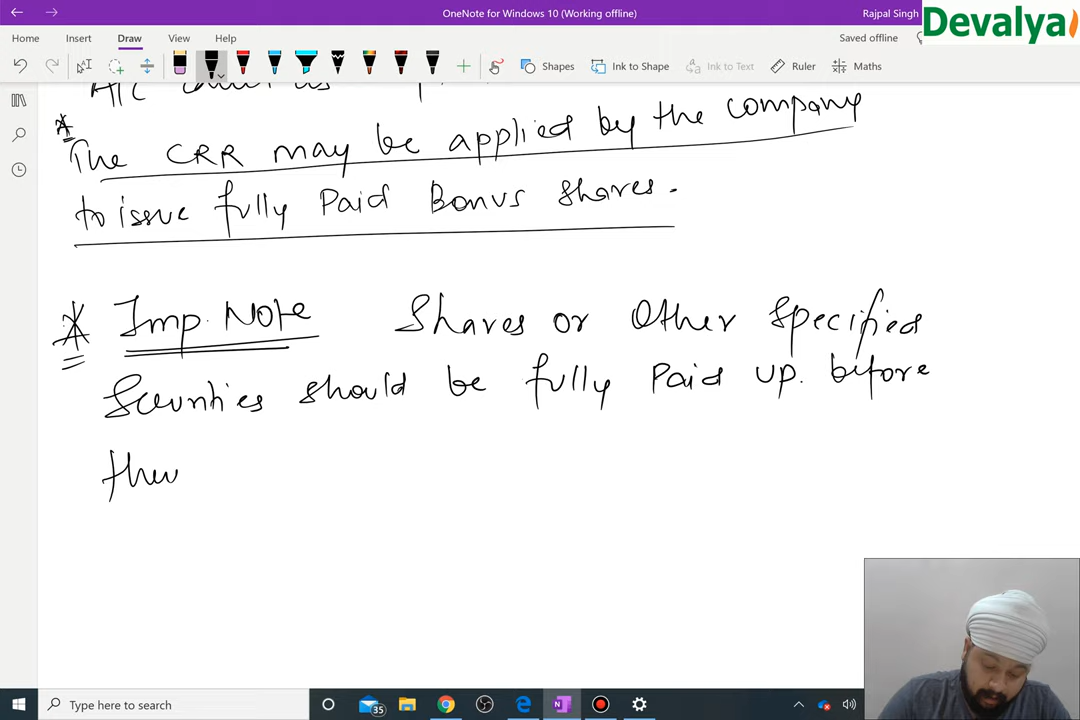 OneNote for Windows 10 (Working offline)
Rajpal Singh
Devalya
Home Insert Draw View Help
Saved offline
Shapes Ink to Shape Ink to Text Ruler Maths
A/C
* The CRR may be applied by the company
to issue fully Paid Bonus shares.
* Imp. Note Shares or Other Specified
Securities should be fully Paid up. before
their
Type here to search
35